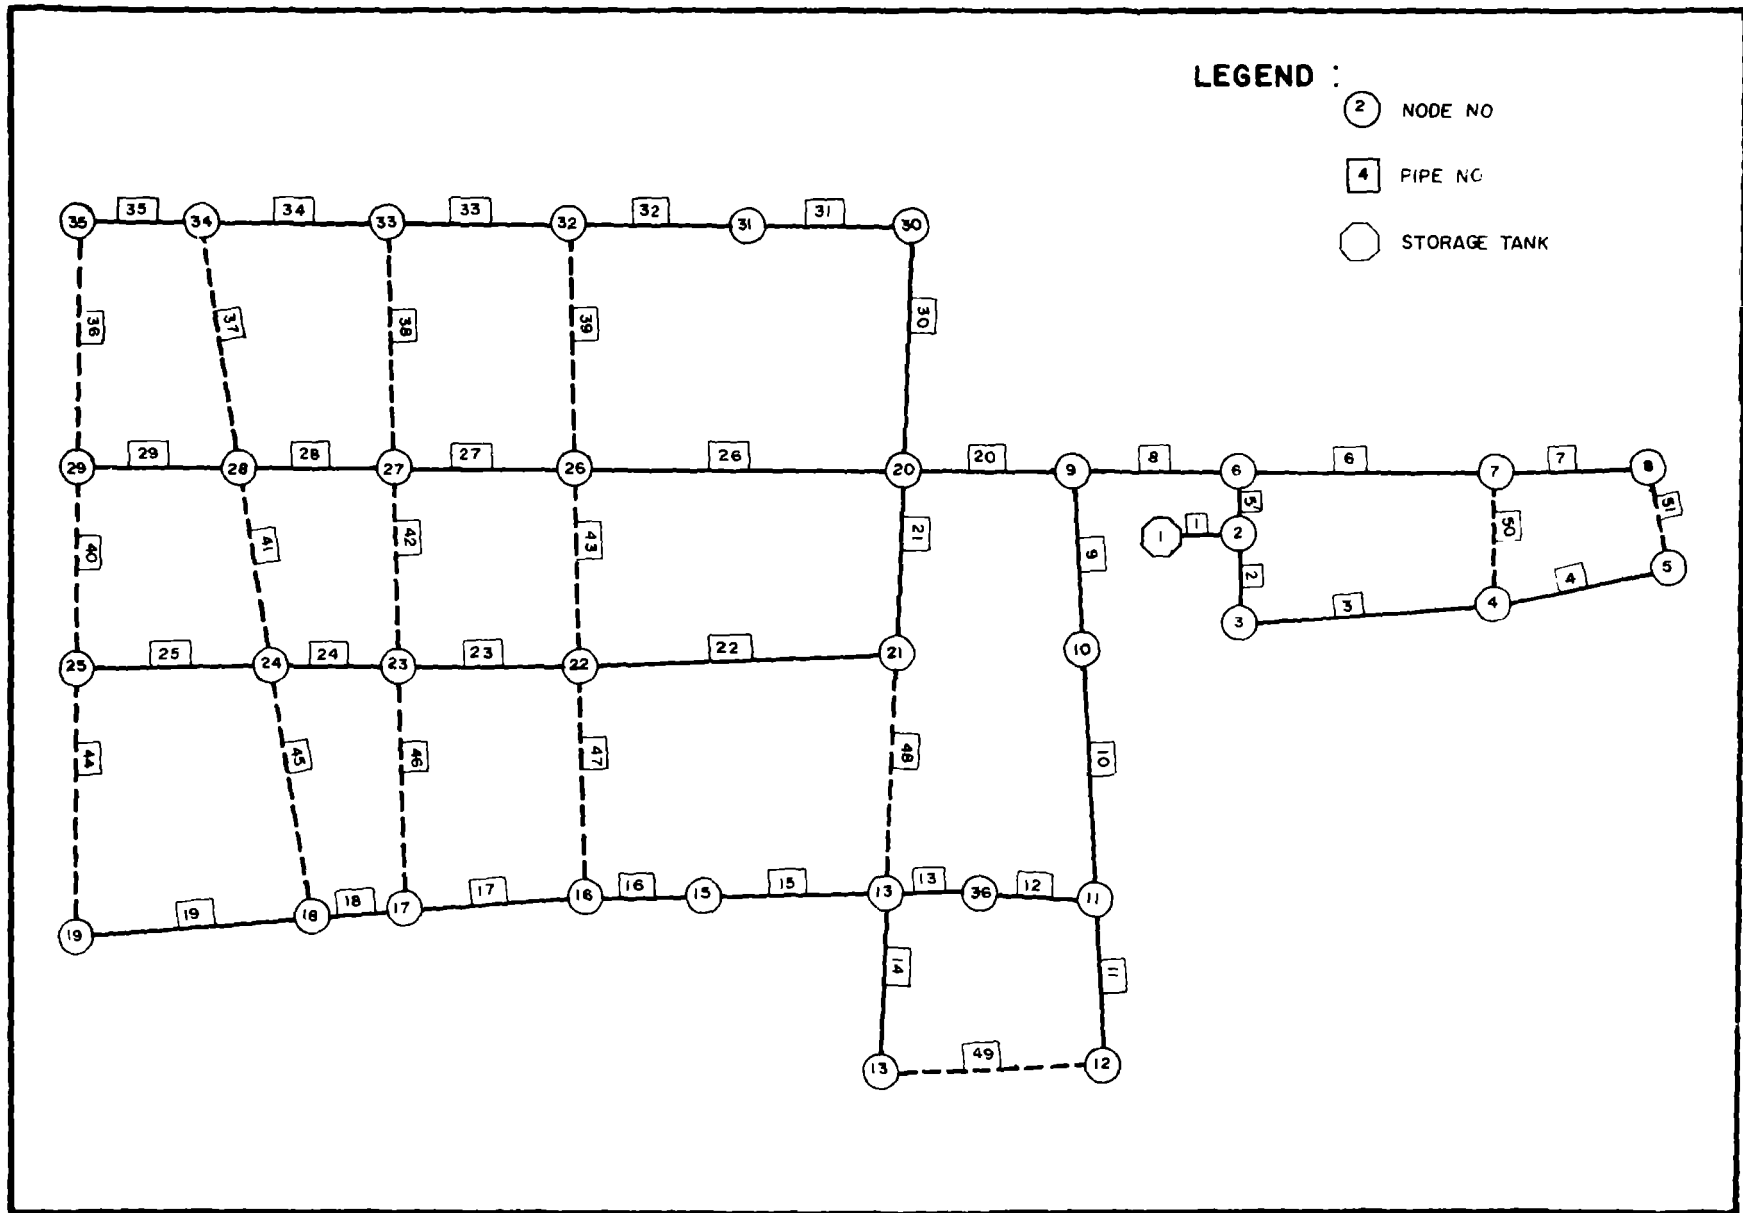 LEGEND :
2 NODE NO
4 PIPE NO
STORAGE TANK
35 35 34 34 33 33 32 32 31 31 30
36 37 38 39 30
29 29 28 28 27 27 26 26 20 20 9 8 6 6 7 7 8
40 41 42 43 21 9 1 1 5 2 50 51
2 3 3 4 4 5
25 25 24 24 23 23 22 22 21 10
44 45 46 47 48 10
19 19 18 18 17 17 16 16 15 15 13 13 36 12 11
14 11
13 49 12